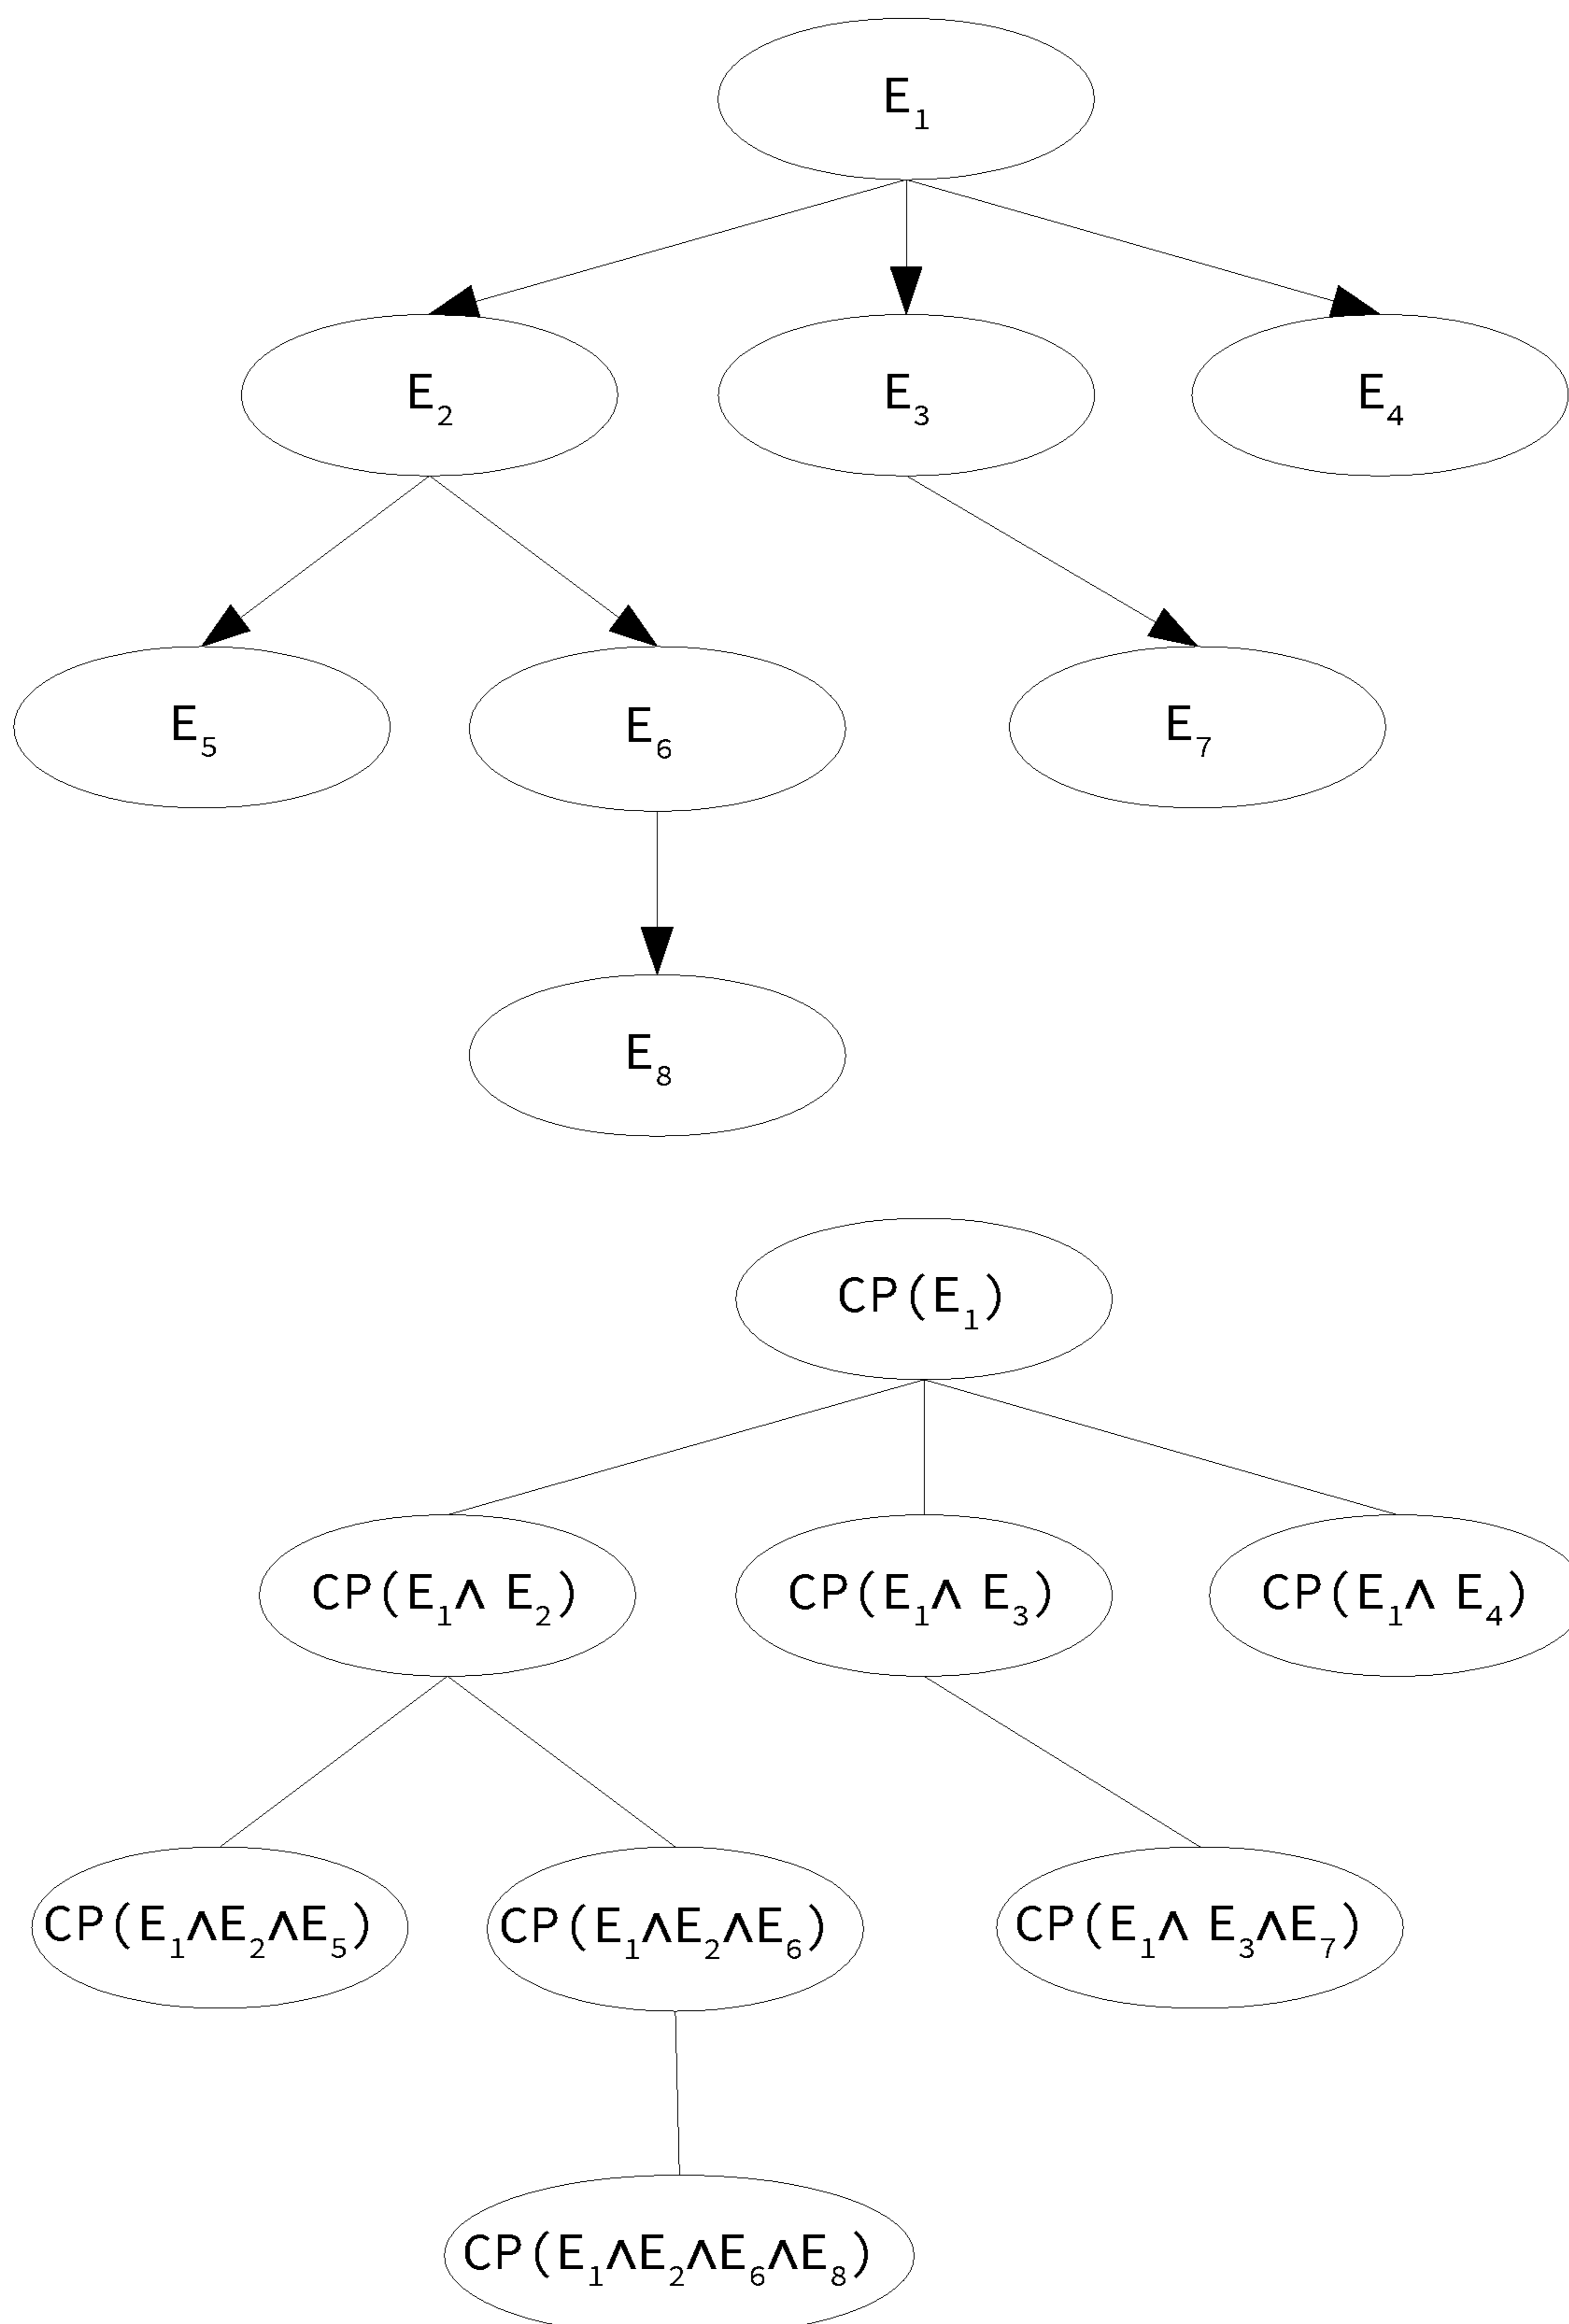 E₁
E₂ E₃ E₄
E₅ E₆ E₇
E₈
CP(E₁)
CP(E₁∧ E₂) CP(E₁∧ E₃) CP(E₁∧ E₄)
CP(E₁∧E₂∧E₅) CP(E₁∧E₂∧E₆) CP(E₁∧ E₃∧E₇)
CP(E₁∧E₂∧E₆∧E₈)